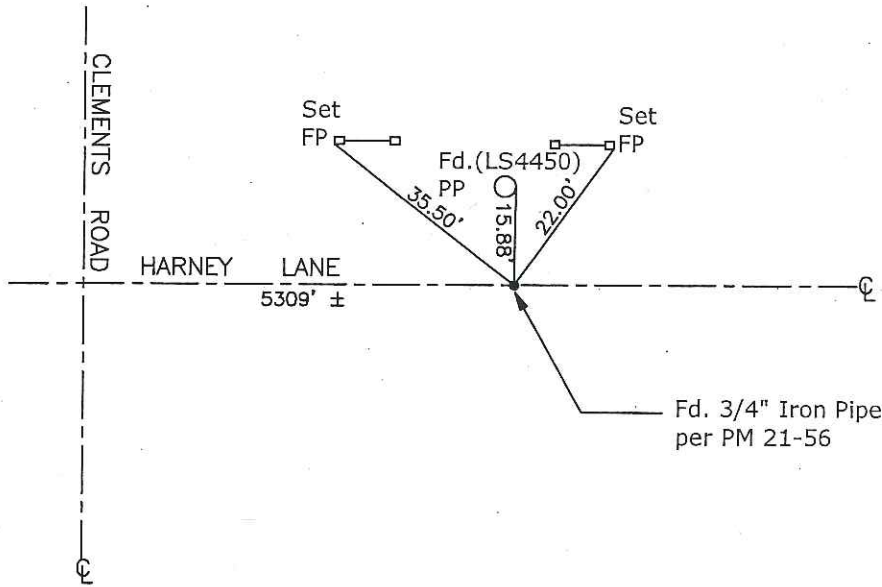 CLEMENTS ROAD
Set
FP
Set
FP
Fd.(LS4450)
PP
35.50'
15.88'
22.00'
HARNEY LANE
5309' ±
℄
Fd. 3/4" Iron Pipe
per PM 21-56
℄